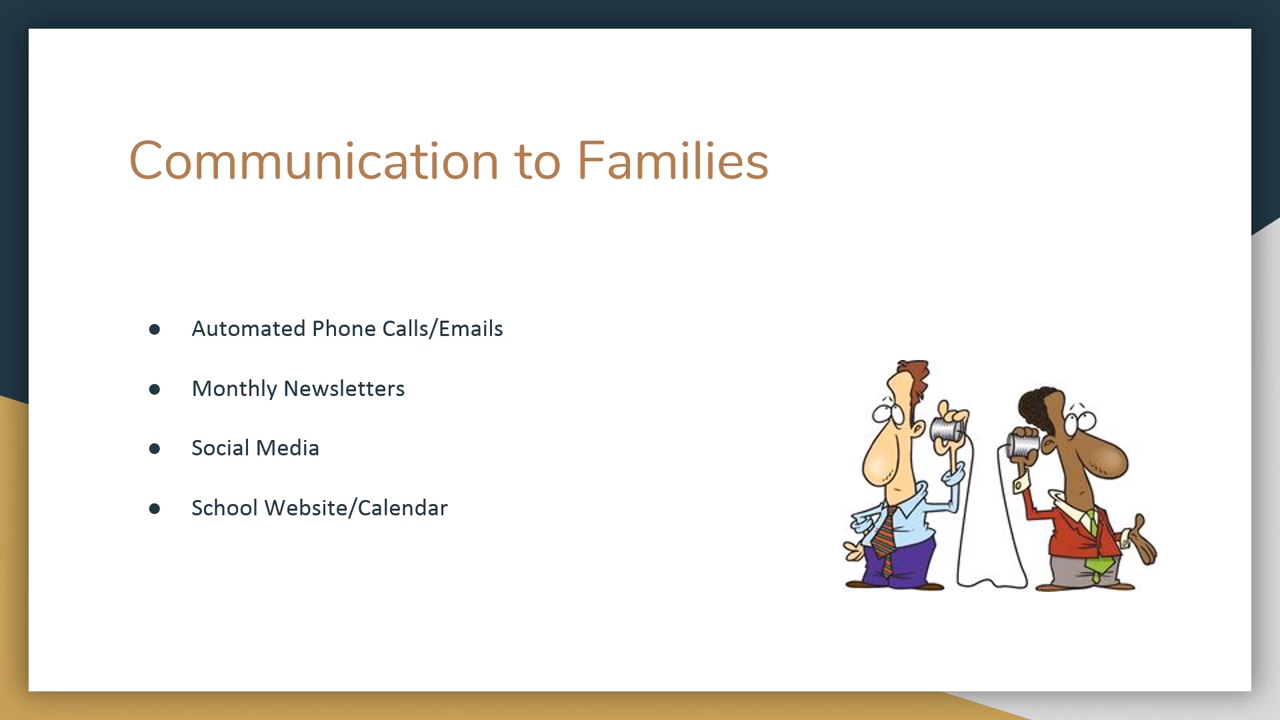 Communication to Families
● Automated Phone Calls/Emails
● Monthly Newsletters
● Social Media
● School Website/Calendar